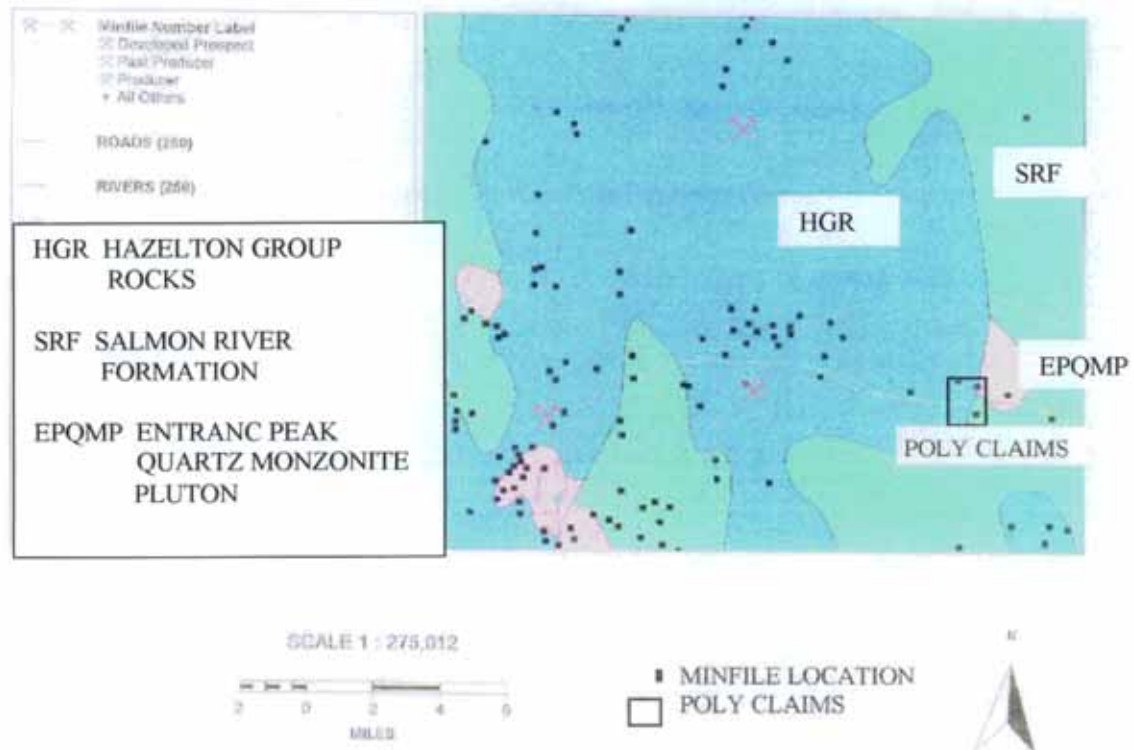 Minfile Number Label
Developed Prospect
Past Producer
Producer
All Others
ROADS (250)
RIVERS (250)
HGR HAZELTON GROUP
ROCKS
SRF SALMON RIVER
FORMATION
EPQMP ENTRANC PEAK
QUARTZ MONZONITE
PLUTON
SRF
HGR
EPQMP
POLY CLAIMS
SCALE 1 : 275,012
2 0 2 4 6
MILES
MINFILE LOCATION
POLY CLAIMS
N